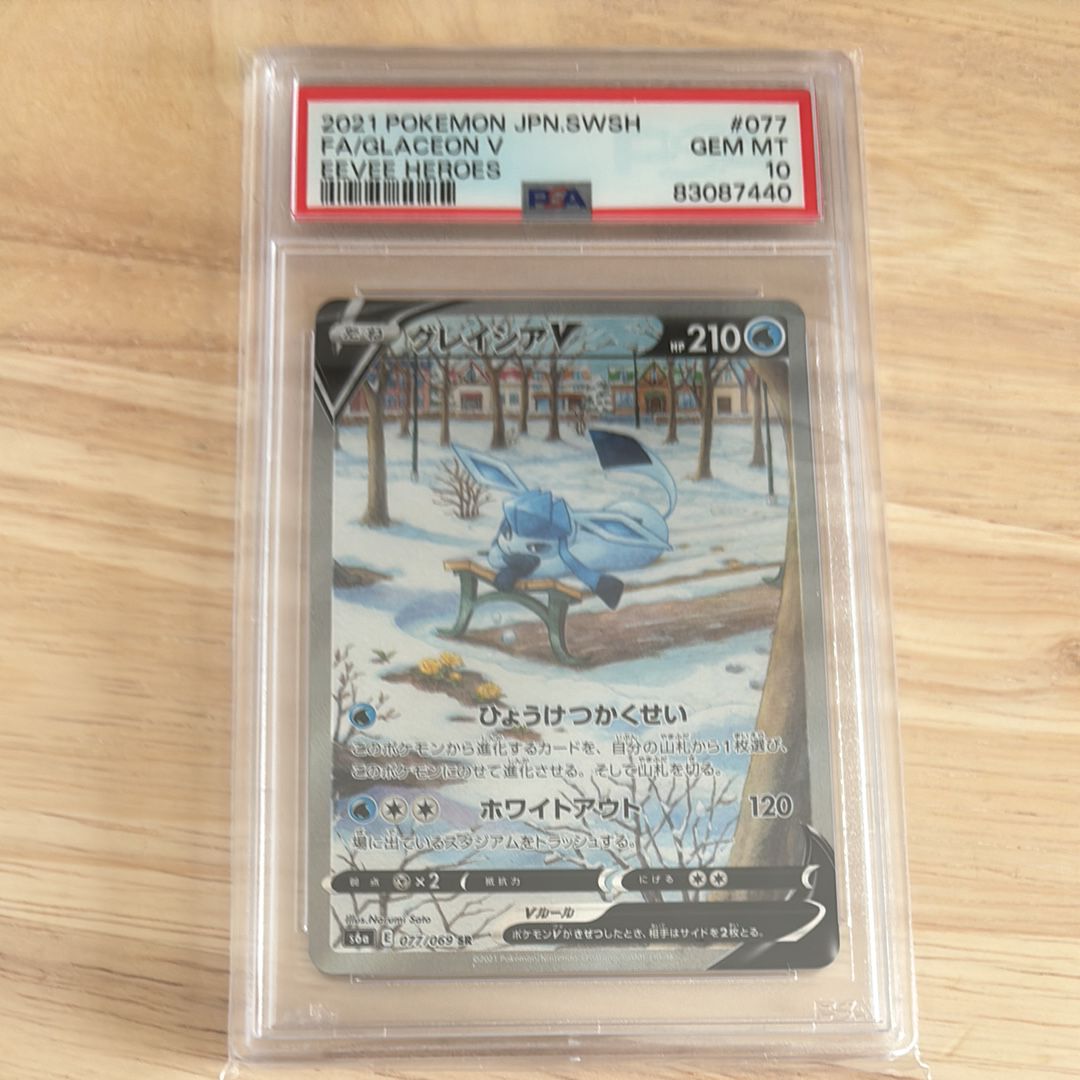 2021 POKEMON JPN.SWSH #077
FA/GLACEON V GEM MT
EEVEE HEROES 10
PSA 83087440
グレイシアV HP 210
ひょうけつかくせい
このポケモンから進化するカードを、自分の山札から1枚選び、
このポケモンにのせて進化させる。そして山札を切る。
ホワイトアウト 120
場に出ているスタジアムをトラッシュする。
弱点 ×2 抵抗力 にげる
Illus. Narumi Sato
Vルール
s6a E 077/069 SR
ポケモンVがきぜつしたとき、相手はサイドを2枚とる。